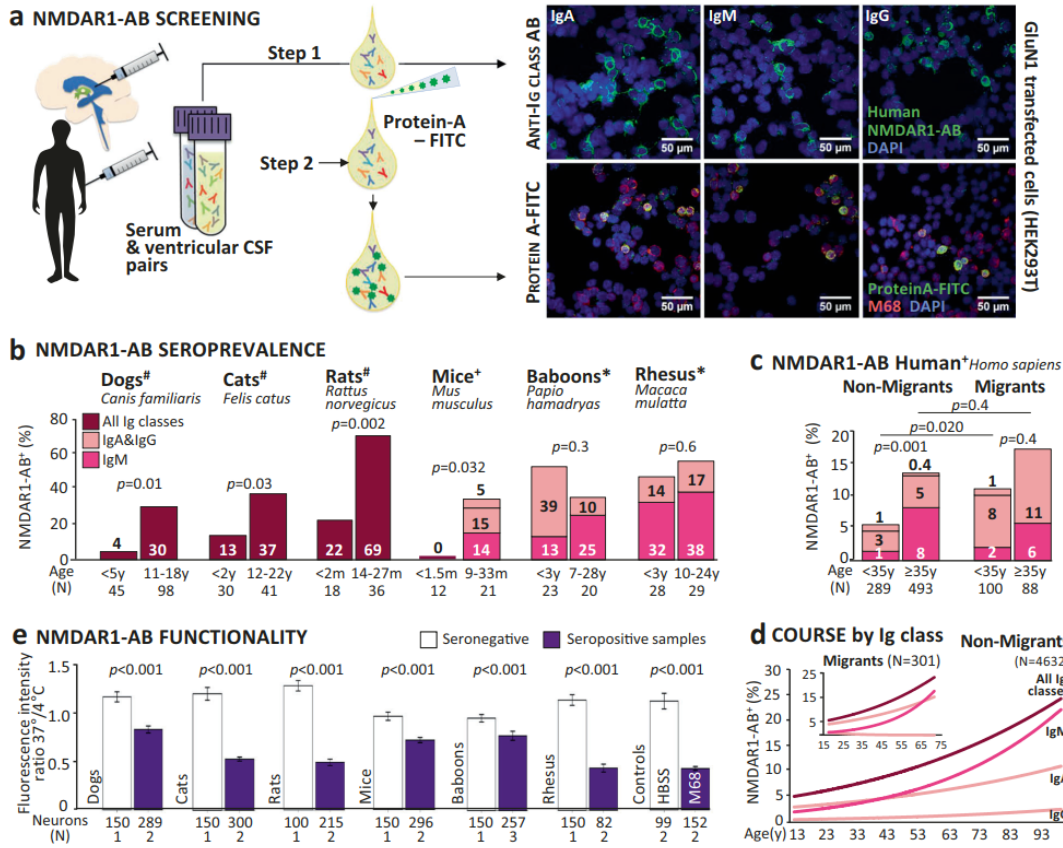 a NMDAR1-AB SCREENING
Step 1
Protein-A
– FITC
Step 2
Serum
& ventricular CSF
pairs
IgA
IgM
IgG
ANTI-IG CLASS AB
Human
NMDAR1-AB
DAPI
50 µm
50 µm
50 µm
PROTEIN A-FITC
ProteinA-FITC
M68 DAPI
50 µm
50 µm
50 µm
GluN1 transfected cells (HEK293T)
b NMDAR1-AB SEROPREVALENCE
Dogs# Cats# Rats# Mice+ Baboons* Rhesus*
Canis familiaris Felis catus Rattus norvegicus Mus musculus Papio hamadryas Macaca mulatta
NMDAR1-AB+ (%)
80
60
40
20
0
All Ig classes
IgA&IgG
IgM
p=0.01 p=0.03 p=0.002 p=0.032 p=0.3 p=0.6
4 30 13 37 22 69 0 5 15 14 39 13 10 25 14 32 17 38
Age <5y 11-18y <2y 12-22y <2m 14-27m <1.5m 9-33m <3y 7-28y <3y 10-24y
(N) 45 98 30 41 18 36 12 21 23 20 28 29
c NMDAR1-AB Human+ Homo sapiens
Non-Migrants Migrants
p=0.4
p=0.020
p=0.001 p=0.4
NMDAR1-AB+ (%)
20
15
10
5
0
1 3 1 0.4 5 8 1 8 2 11 6
Age <35y ≥35y <35y ≥35y
(N) 289 493 100 88
e NMDAR1-AB FUNCTIONALITY
Seronegative Seropositive samples
Fluorescence intensity
ratio 37°/4°C
1.5
1.0
0.5
0
p<0.001 p<0.001 p<0.001 p<0.001 p<0.001 p<0.001 p<0.001
Dogs Cats Rats Mice Baboons Rhesus Controls HBSS M68
Neurons 150 289 150 300 100 215 150 296 150 257 150 82 99 152
(N) 1 2 1 2 1 2 1 2 1 3 1 2 2 2
d COURSE by Ig class
Migrants (N=301)
Non-Migrants
(N=4632
NMDAR1-AB+ (%)
30
25
20
15
10
5
0
25
15
5
15 25 35 45 55 65 75
All Ig
classes
IgM
IgA
IgG
Age(y) 13 23 33 43 53 63 73 83 93